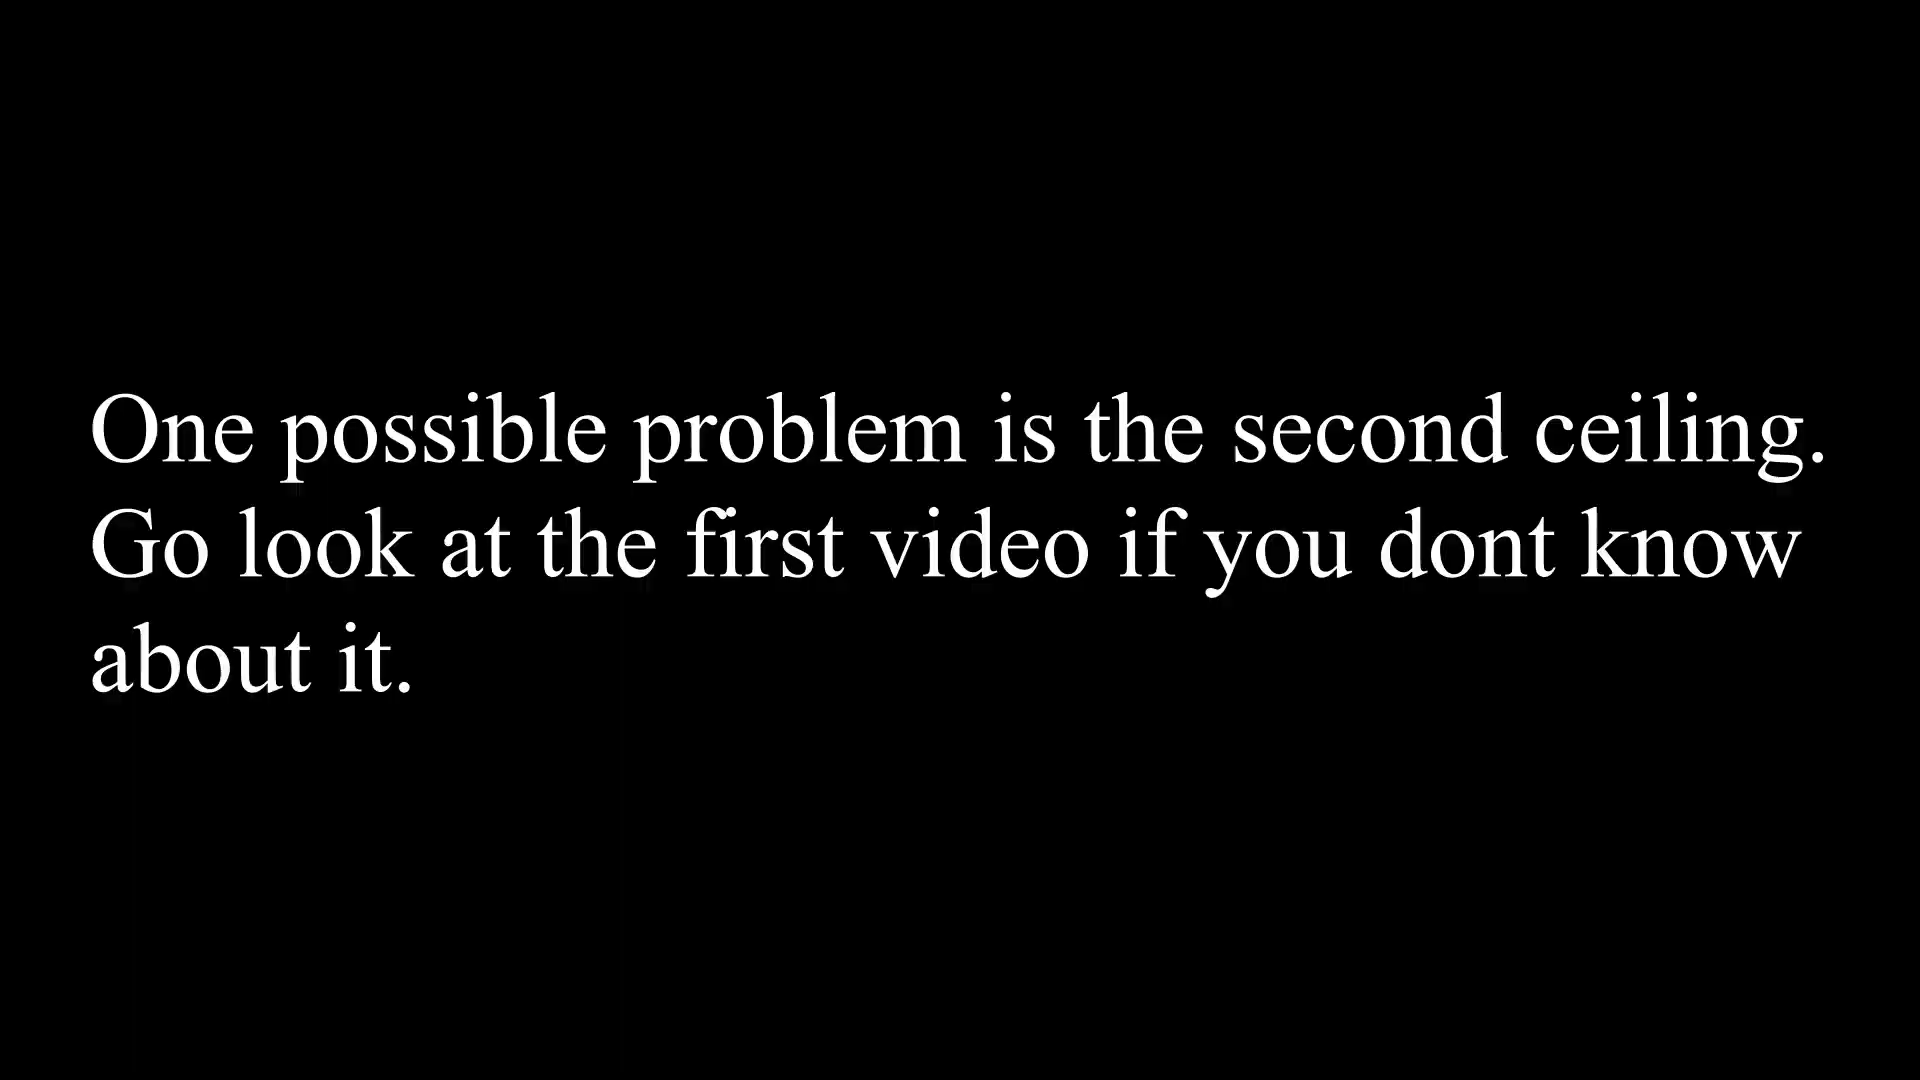 One possible problem is the second ceiling.
Go look at the first video if you dont know
about it.